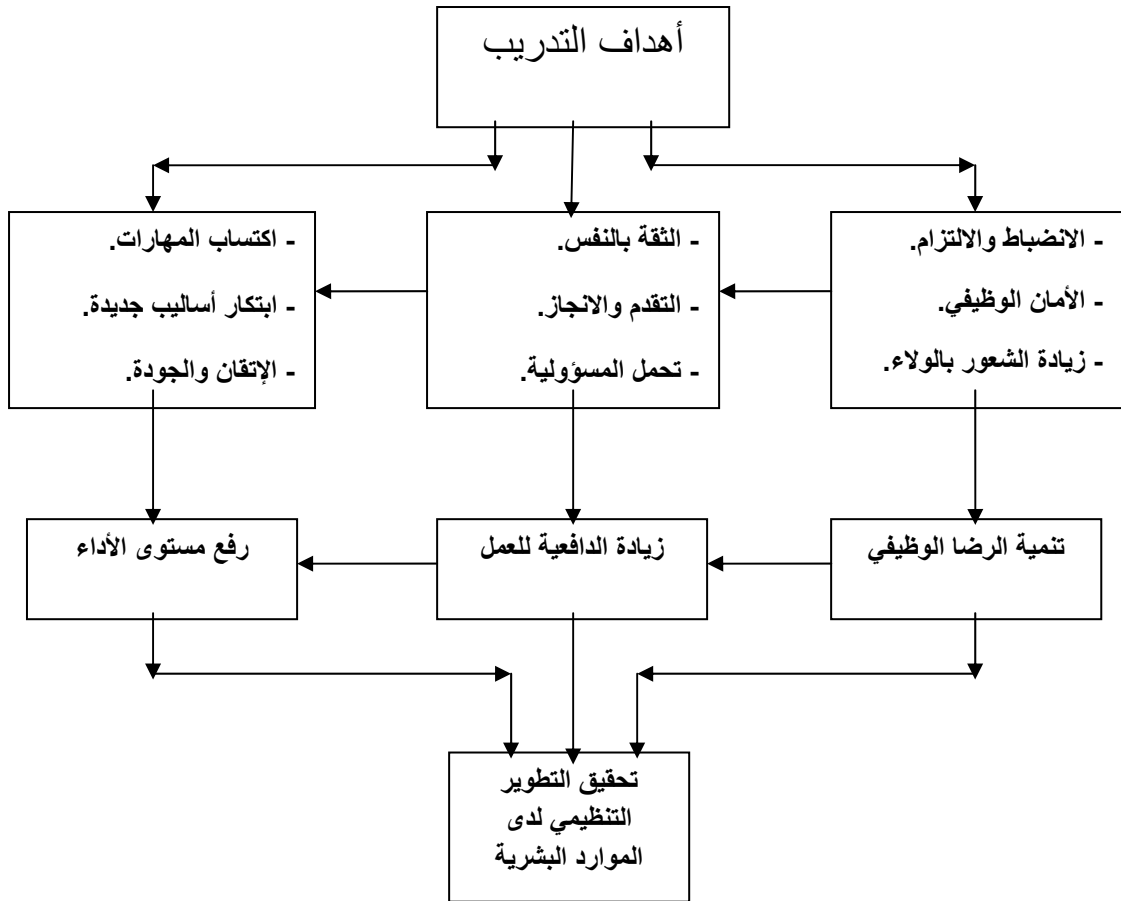 أهداف التدريب
- الانضباط والالتزام.
- الأمان الوظيفي.
- زيادة الشعور بالولاء.
- الثقة بالنفس.
- التقدم والانجاز.
- تحمل المسؤولية.
- اكتساب المهارات.
- ابتكار أساليب جديدة.
- الإتقان والجودة.
تنمية الرضا الوظيفي
زيادة الدافعية للعمل
رفع مستوى الأداء
تحقيق التطوير
التنظيمي لدى
الموارد البشرية